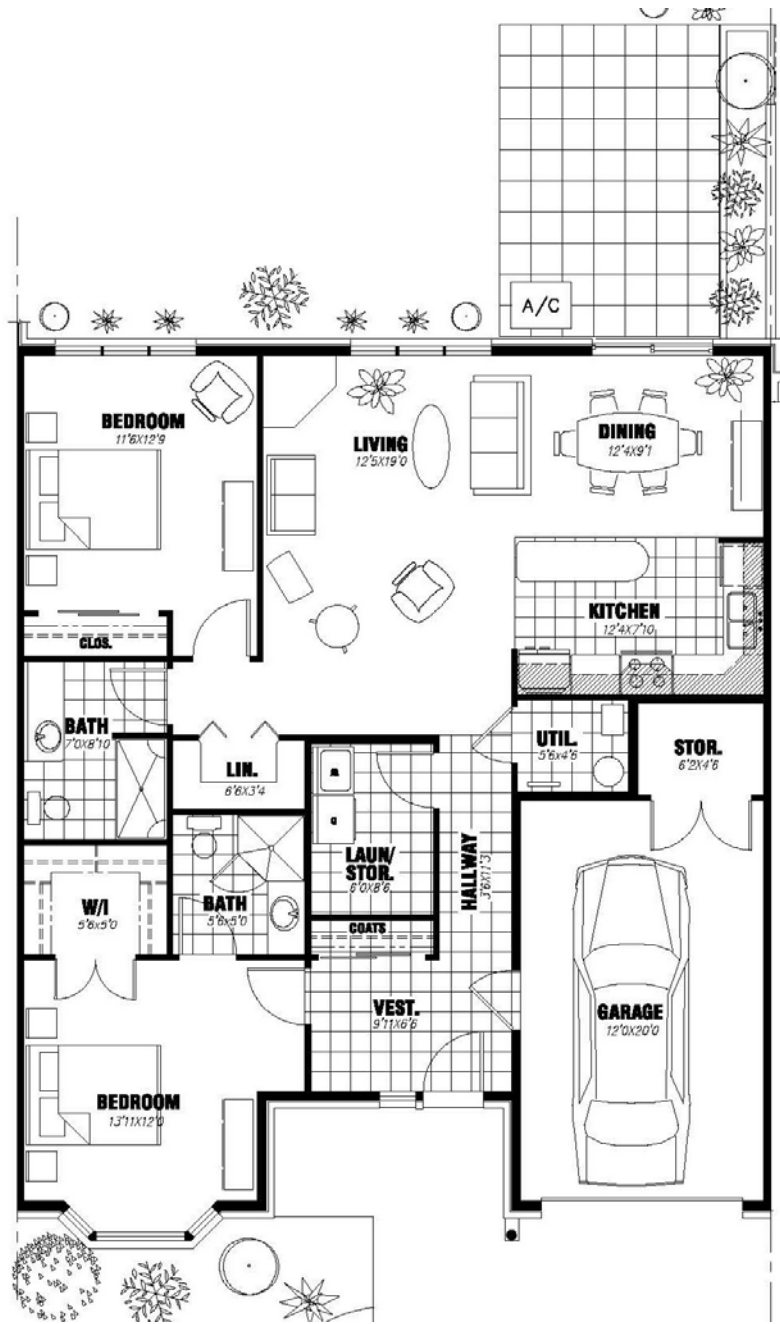 A/C
BEDROOM
11'6X12'9
LIVING
12'5X19'0
DINING
12'4X9'1
KITCHEN
12'4X7'10
CLOS.
BATH
7'0X8'10
LIN.
6'6X3'4
UTIL.
5'6x4'6
STOR.
6'2X4'6
LAUN/
STOR.
6'0X8'6
HALLWAY
3'6X11'3
W/I
5'6x5'0
BATH
5'6x5'0
COATS
VEST.
9'11X6'6
GARAGE
12'0X20'0
BEDROOM
13'11X12'0